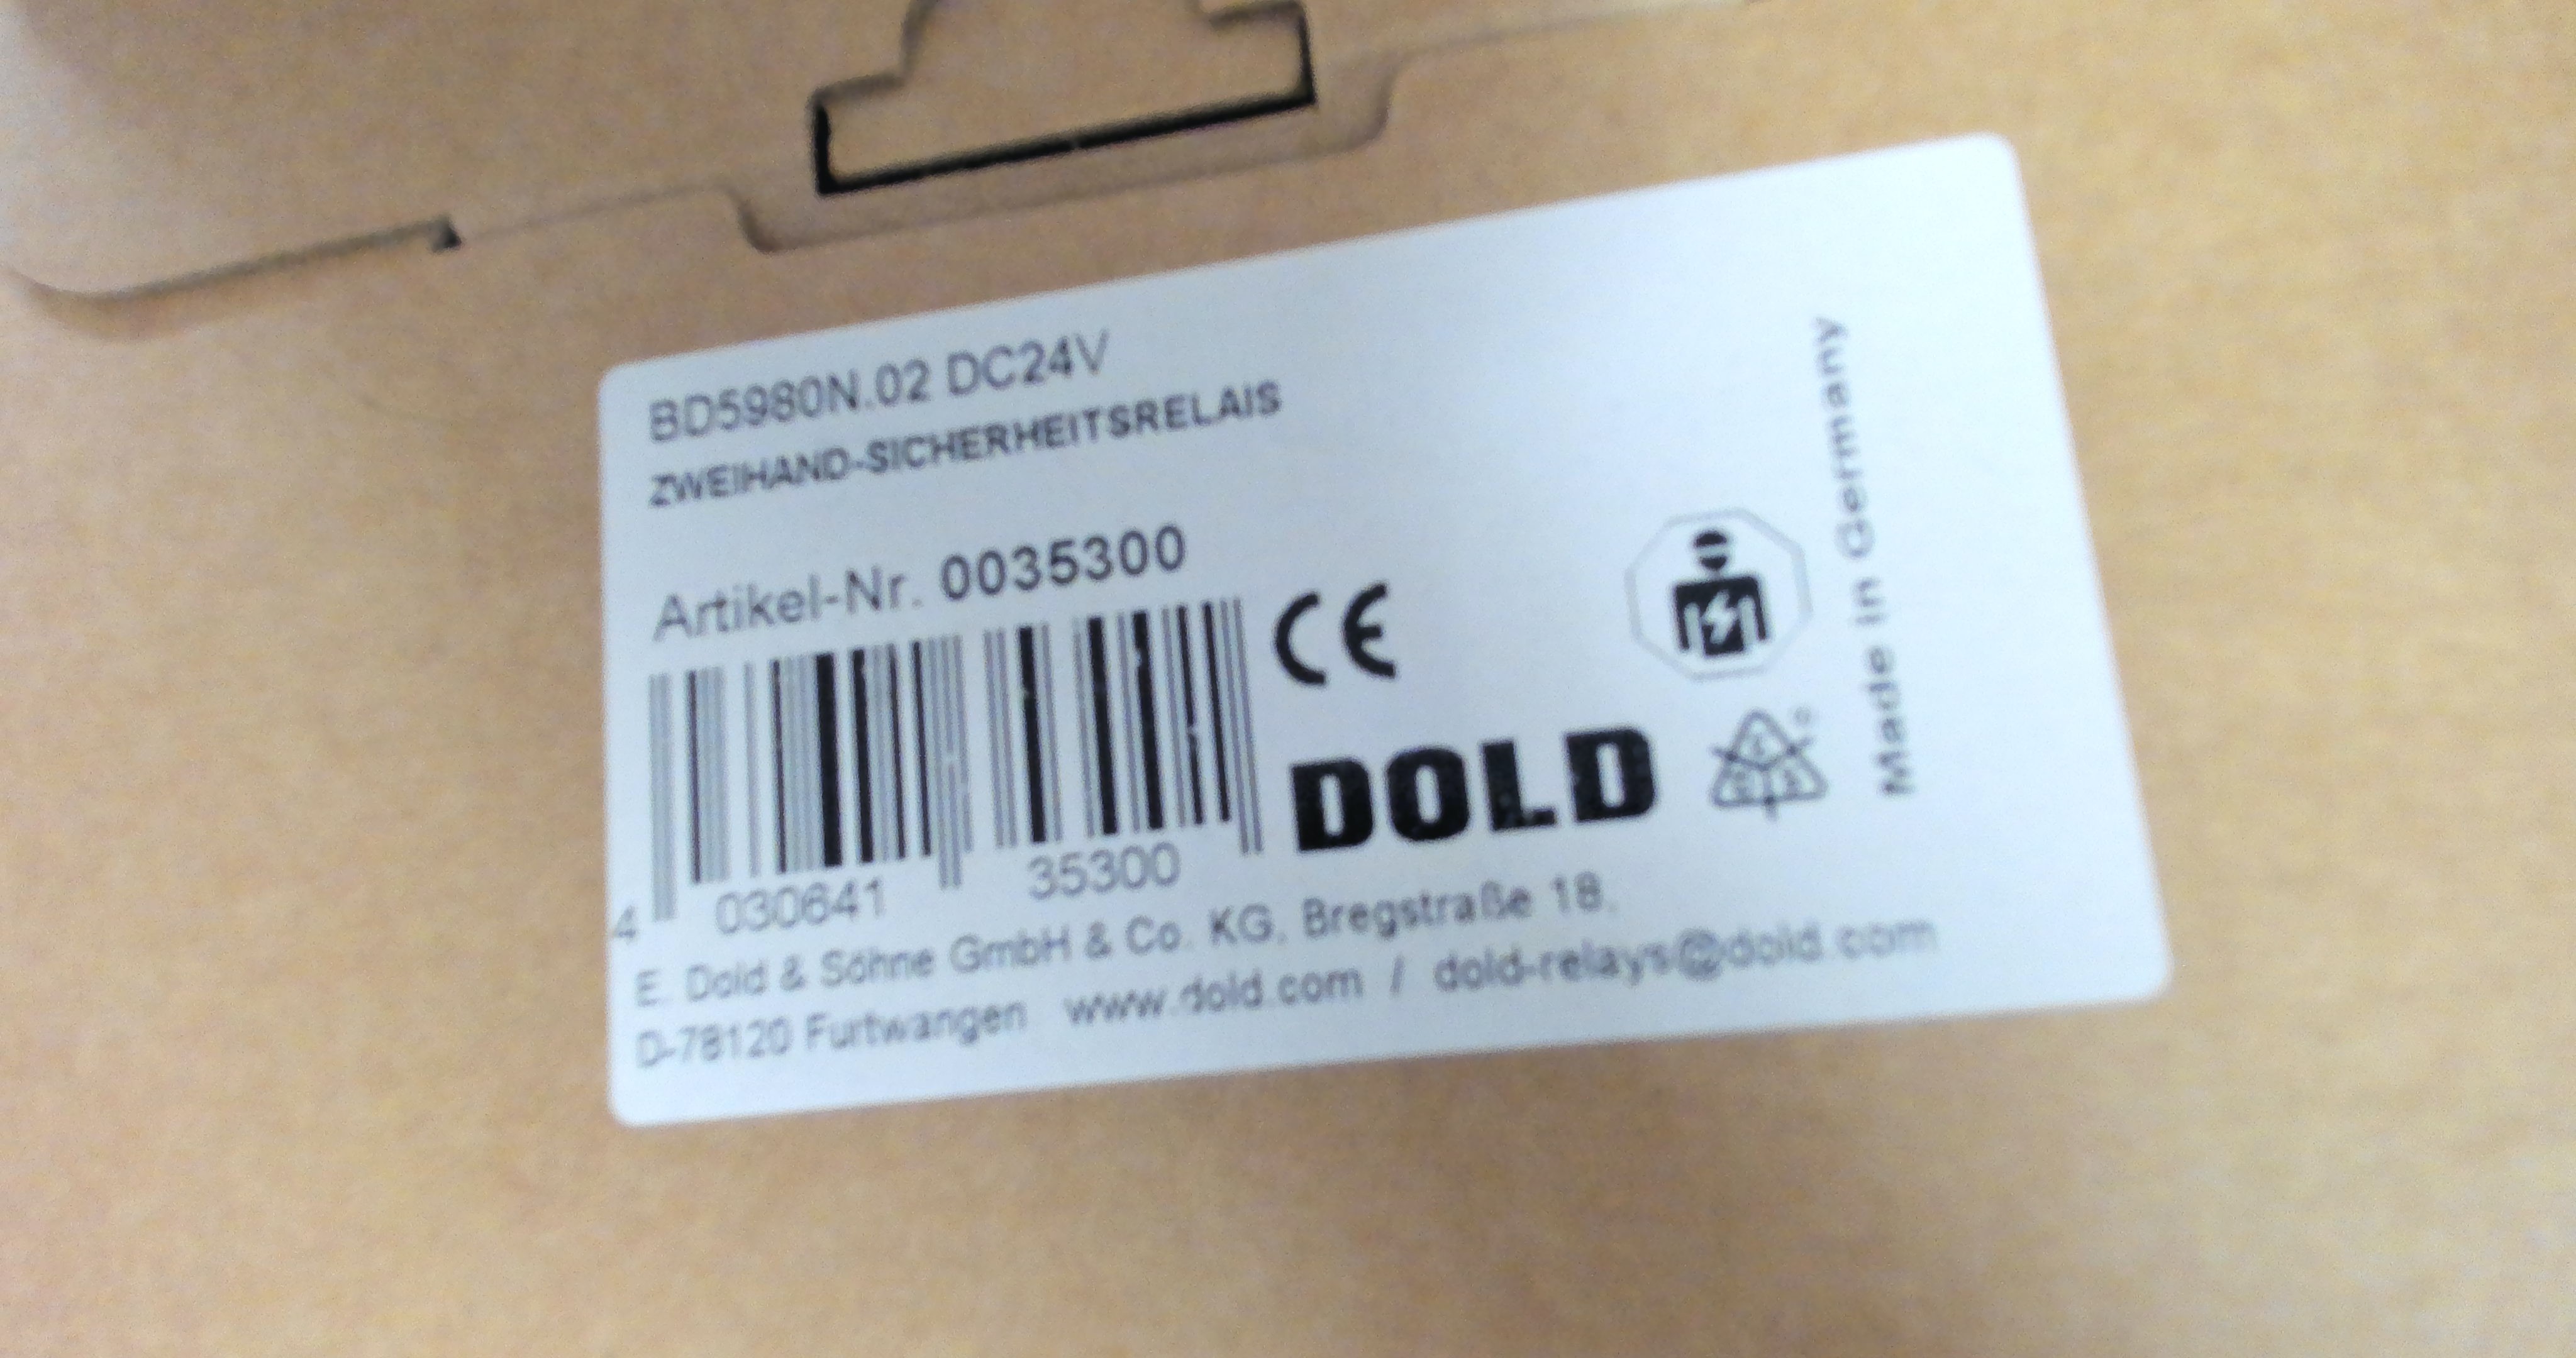 BD5980N.02 DC24V
ZWEIHAND-SICHERHEITSRELAIS
Artikel-Nr. 0035300
CE
DOLD
4 030641 35300
E. Dold & Söhne GmbH & Co. KG, Bregstraße 18,
D-78120 Furtwangen www.dold.com / dold-relays@dold.com
Made in Germany